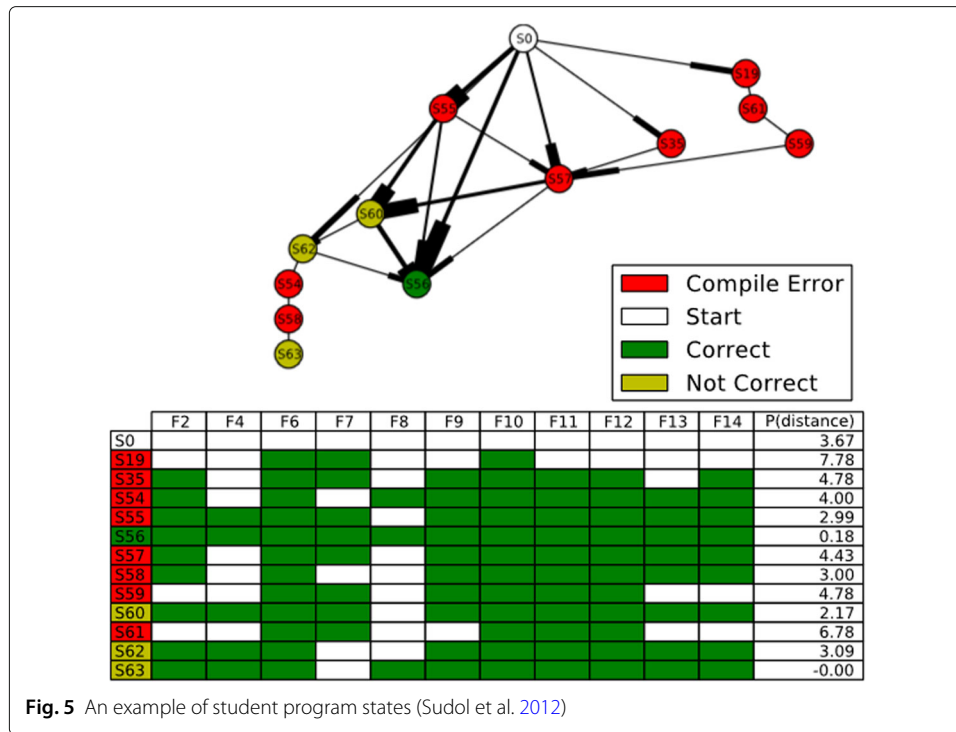 S0
S19
S55
S61
S35
S59
S57
S60
S62
S56
S54
S58
S63
Compile Error
Start
Correct
Not Correct
F2 F4 F6 F7 F8 F9 F10 F11 F12 F13 F14 P(distance)
S0 3.67
S19 7.78
S35 4.78
S54 4.00
S55 2.99
S56 0.18
S57 4.43
S58 3.00
S59 4.78
S60 2.17
S61 6.78
S62 3.09
S63 -0.00
Fig. 5 An example of student program states (Sudol et al. 2012)